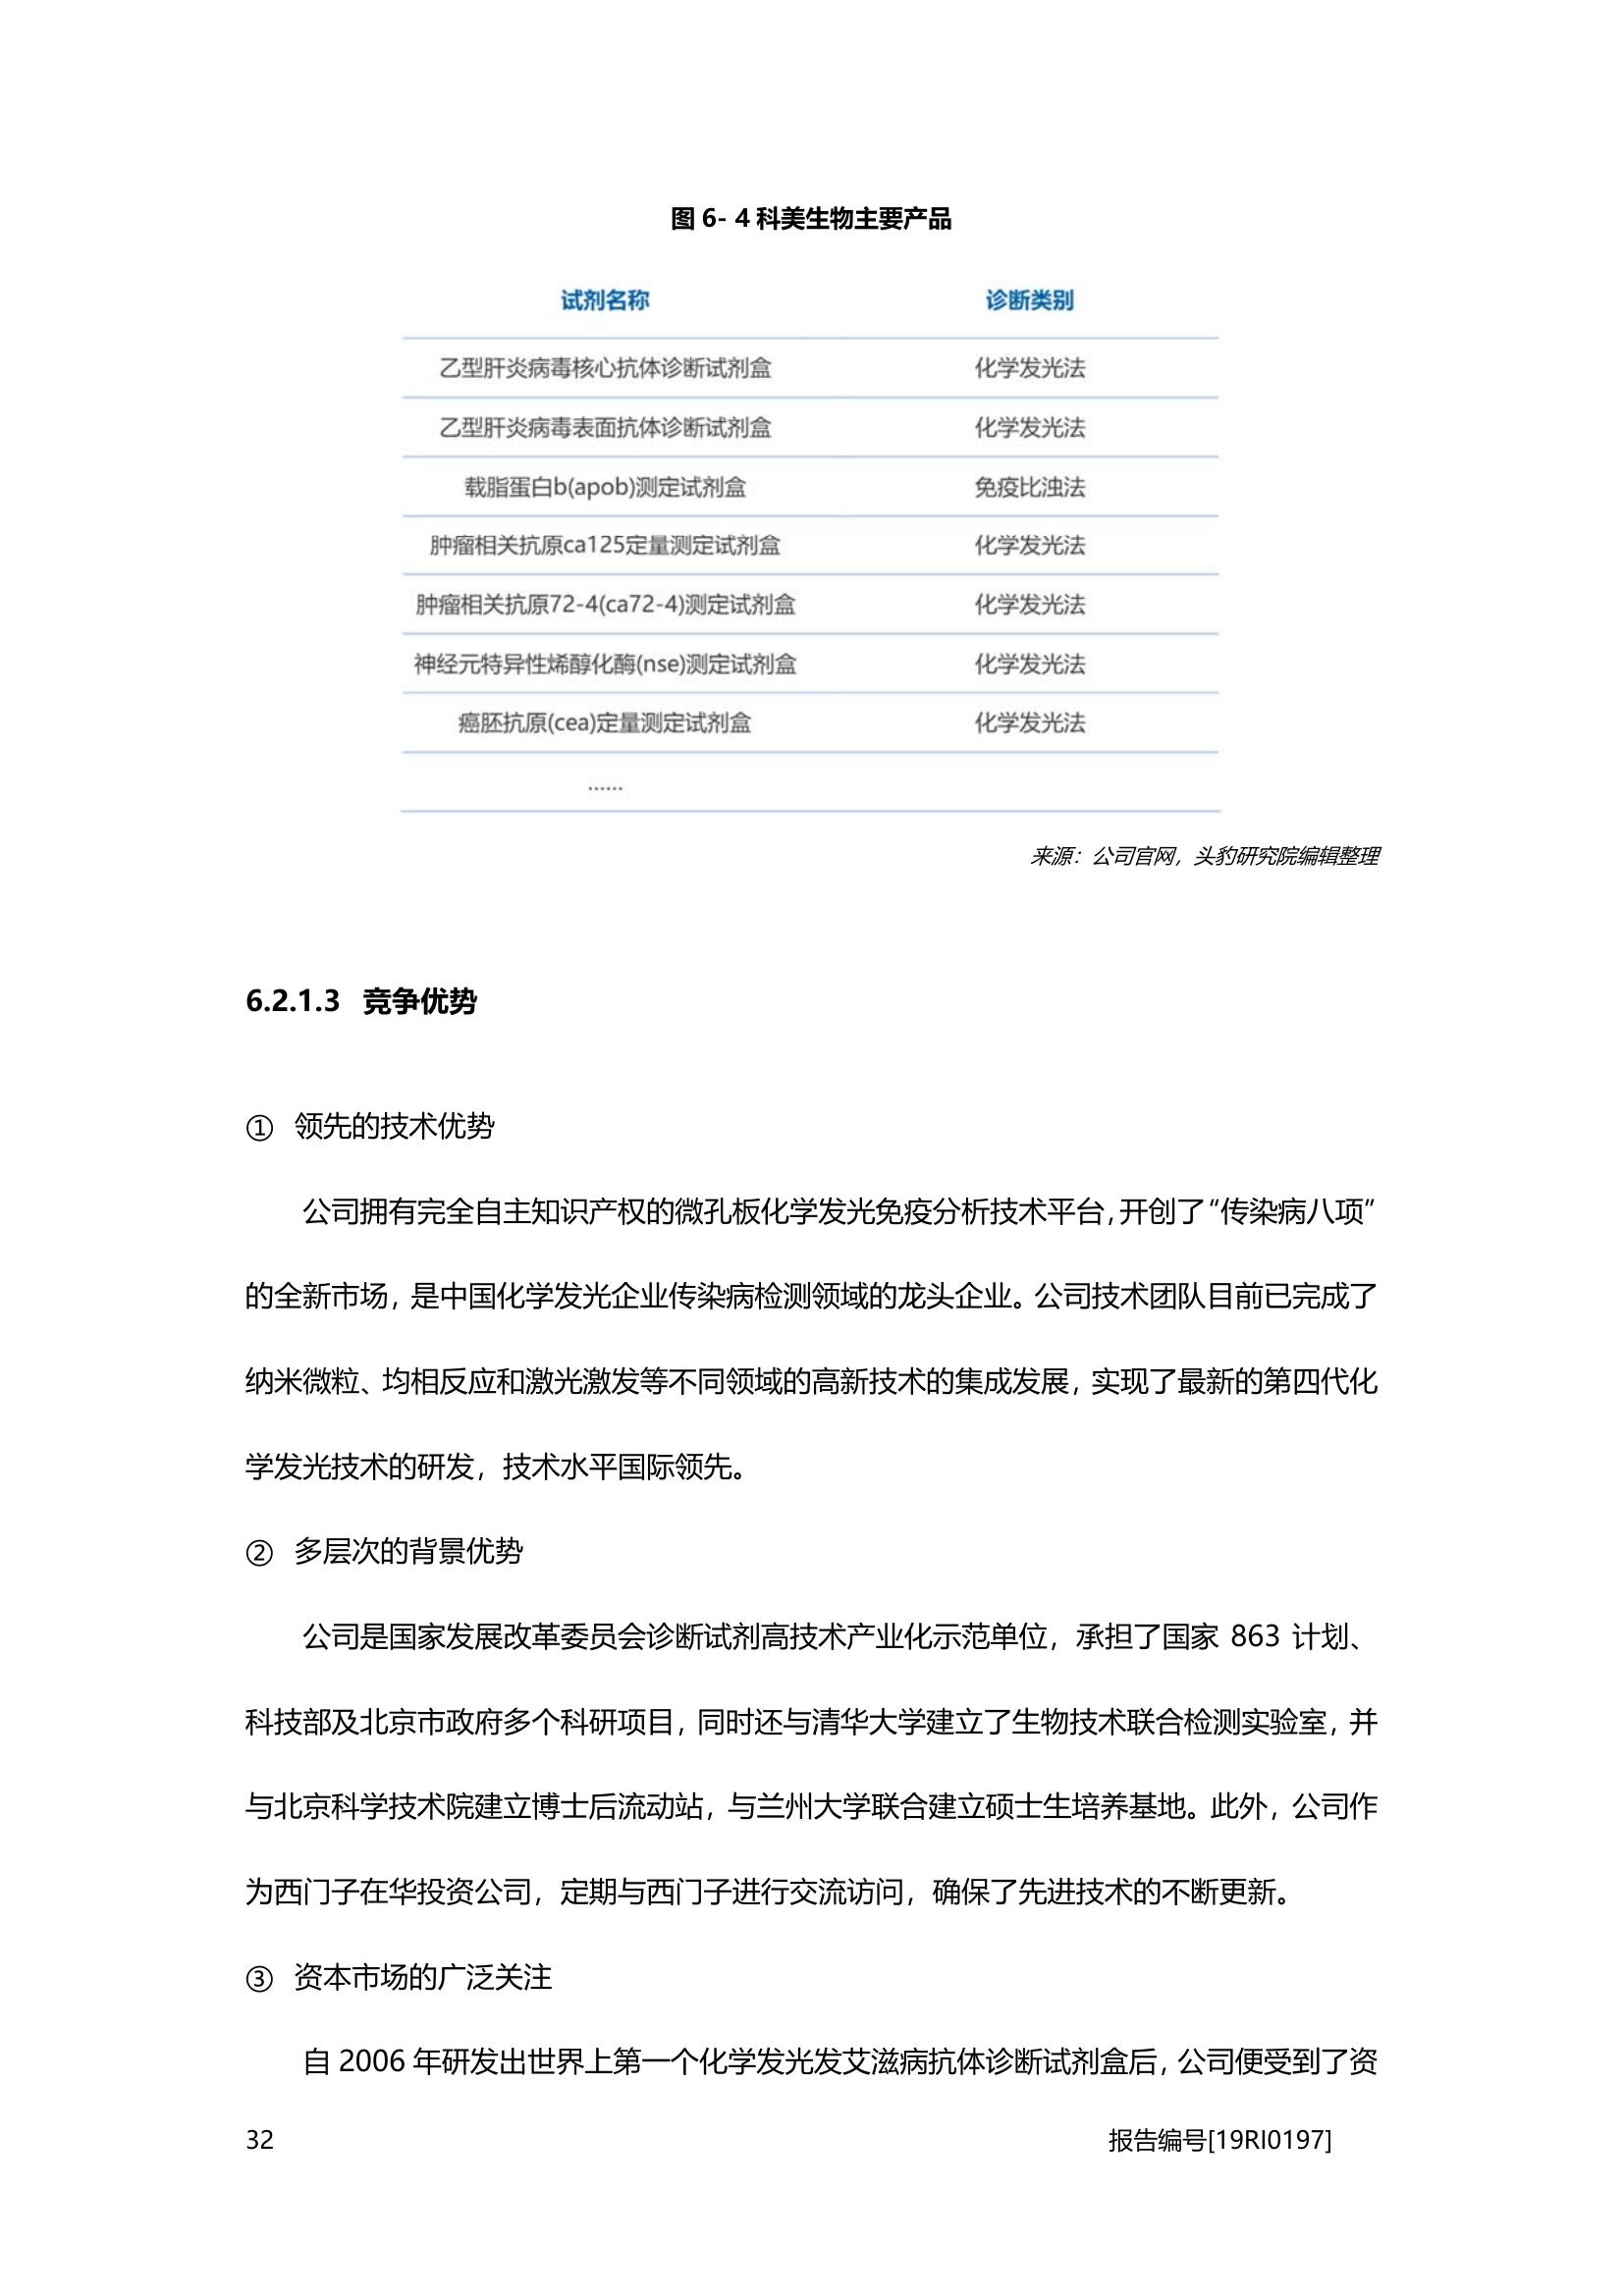 图 6- 4 科美生物主要产品
试剂名称 诊断类别
乙型肝炎病毒核心抗体诊断试剂盒 化学发光法
乙型肝炎病毒表面抗体诊断试剂盒 化学发光法
载脂蛋白b(apob)测定试剂盒 免疫比浊法
肿瘤相关抗原ca125定量测定试剂盒 化学发光法
肿瘤相关抗原72-4(ca72-4)测定试剂盒 化学发光法
神经元特异性烯醇化酶(nse)测定试剂盒 化学发光法
癌胚抗原(cea)定量测定试剂盒 化学发光法
……
来源：公司官网，头豹研究院编辑整理
6.2.1.3 竞争优势
① 领先的技术优势
公司拥有完全自主知识产权的微孔板化学发光免疫分析技术平台，开创了“传染病八项”
的全新市场，是中国化学发光企业传染病检测领域的龙头企业。公司技术团队目前已完成了
纳米微粒、均相反应和激光激发等不同领域的高新技术的集成发展，实现了最新的第四代化
学发光技术的研发，技术水平国际领先。
② 多层次的背景优势
公司是国家发展改革委员会诊断试剂高技术产业化示范单位，承担了国家 863 计划、
科技部及北京市政府多个科研项目，同时还与清华大学建立了生物技术联合检测实验室，并
与北京科学技术院建立博士后流动站，与兰州大学联合建立硕士生培养基地。此外，公司作
为西门子在华投资公司，定期与西门子进行交流访问，确保了先进技术的不断更新。
③ 资本市场的广泛关注
自 2006 年研发出世界上第一个化学发光发艾滋病抗体诊断试剂盒后，公司便受到了资
32 报告编号[19RI0197]